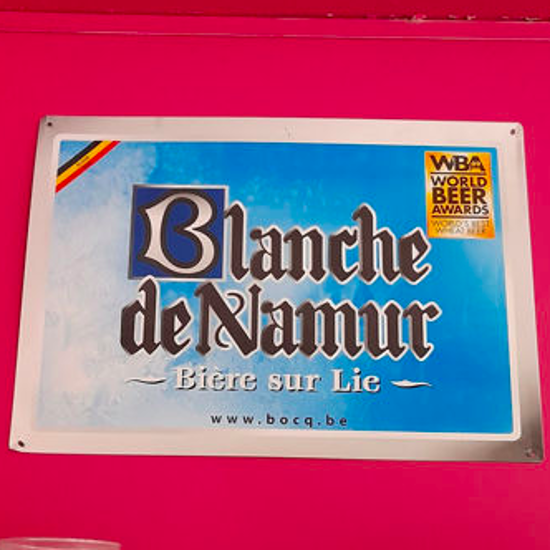 WBA
WORLD
BEER
AWARDS
WORLD'S BEST
WHEAT BEER
Blanche
de Namur
Bière sur Lie
www.bocq.be